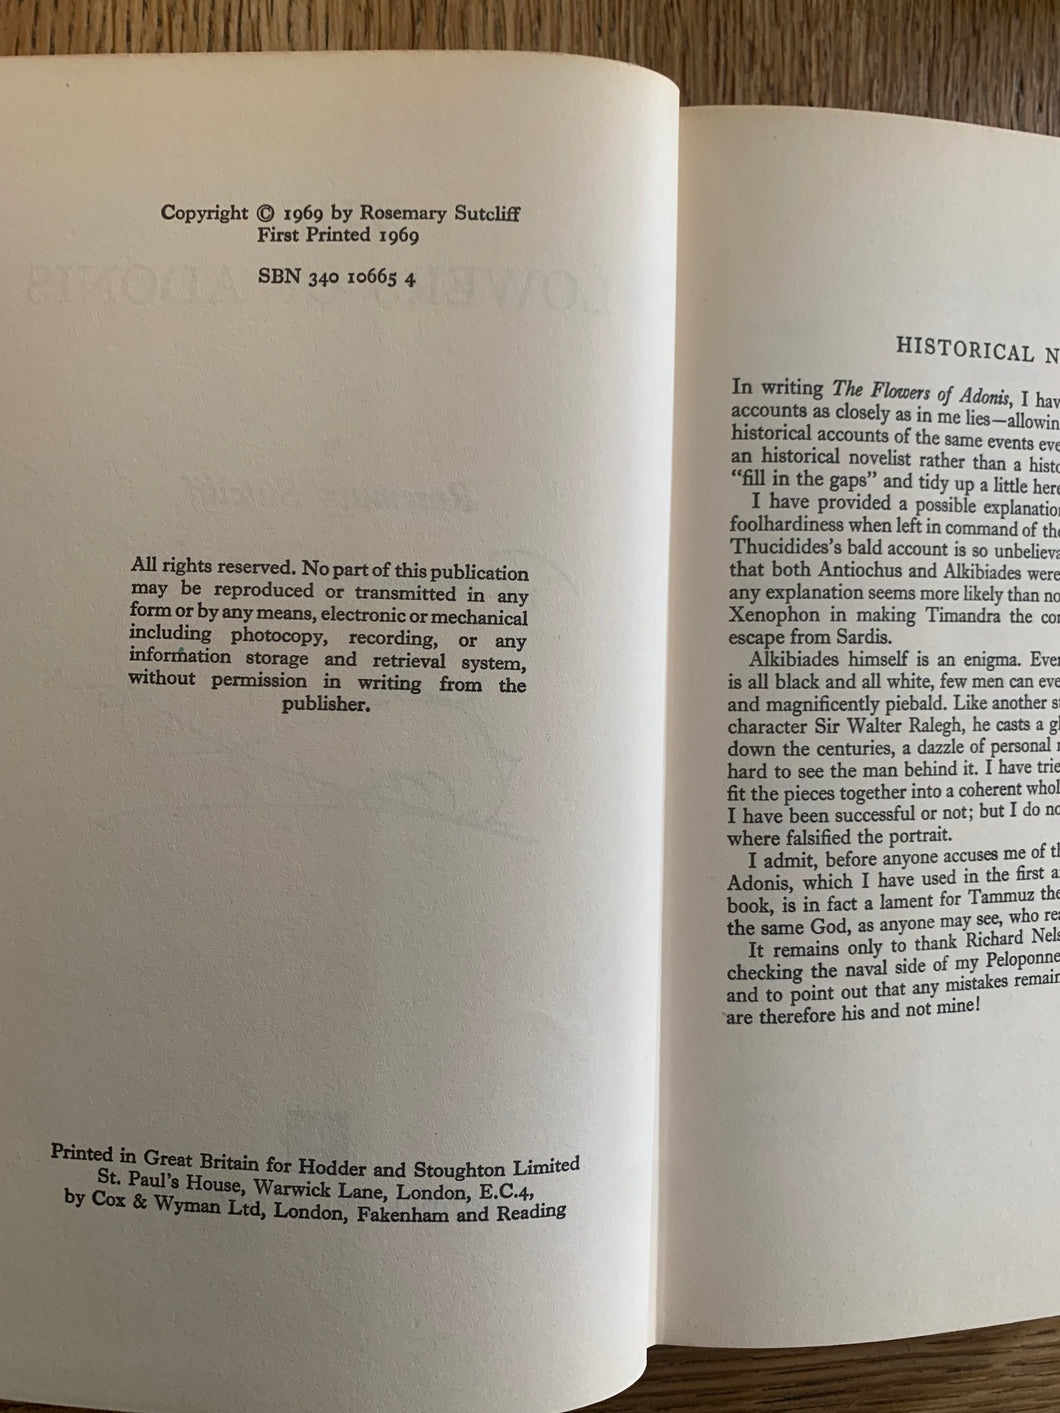 Copyright © 1969 by Rosemary Sutcliff
First Printed 1969
SBN 340 10665 4
All rights reserved. No part of this publication
may be reproduced or transmitted in any
form or by any means, electronic or mechanical
including photocopy, recording, or any
information storage and retrieval system,
without permission in writing from the
publisher.
Printed in Great Britain for Hodder and Stoughton Limited
St. Paul's House, Warwick Lane, London, E.C.4,
by Cox & Wyman Ltd, London, Fakenham and Reading
HISTORICAL N
In writing The Flowers of Adonis, I hav
accounts as closely as in me lies—allowin
historical accounts of the same events eve
an historical novelist rather than a histo
"fill in the gaps" and tidy up a little here
I have provided a possible explanation
foolhardiness when left in command of the
Thucidides's bald account is so unbelieva
that both Antiochus and Alkibiades were
any explanation seems more likely than no
Xenophon in making Timandra the co
escape from Sardis.
Alkibiades himself is an enigma. Even
is all black and all white, few men can eve
and magnificently piebald. Like another s
character Sir Walter Ralegh, he casts a gl
down the centuries, a dazzle of personal
hard to see the man behind it. I have trie
fit the pieces together into a coherent whol
I have been successful or not; but I do no
where falsified the portrait.
I admit, before anyone accuses me of th
Adonis, which I have used in the first a
book, is in fact a lament for Tammuz the
the same God, as anyone may see, who rea
It remains only to thank Richard Nels
checking the naval side of my Peloponne
and to point out that any mistakes remain
are therefore his and not mine!